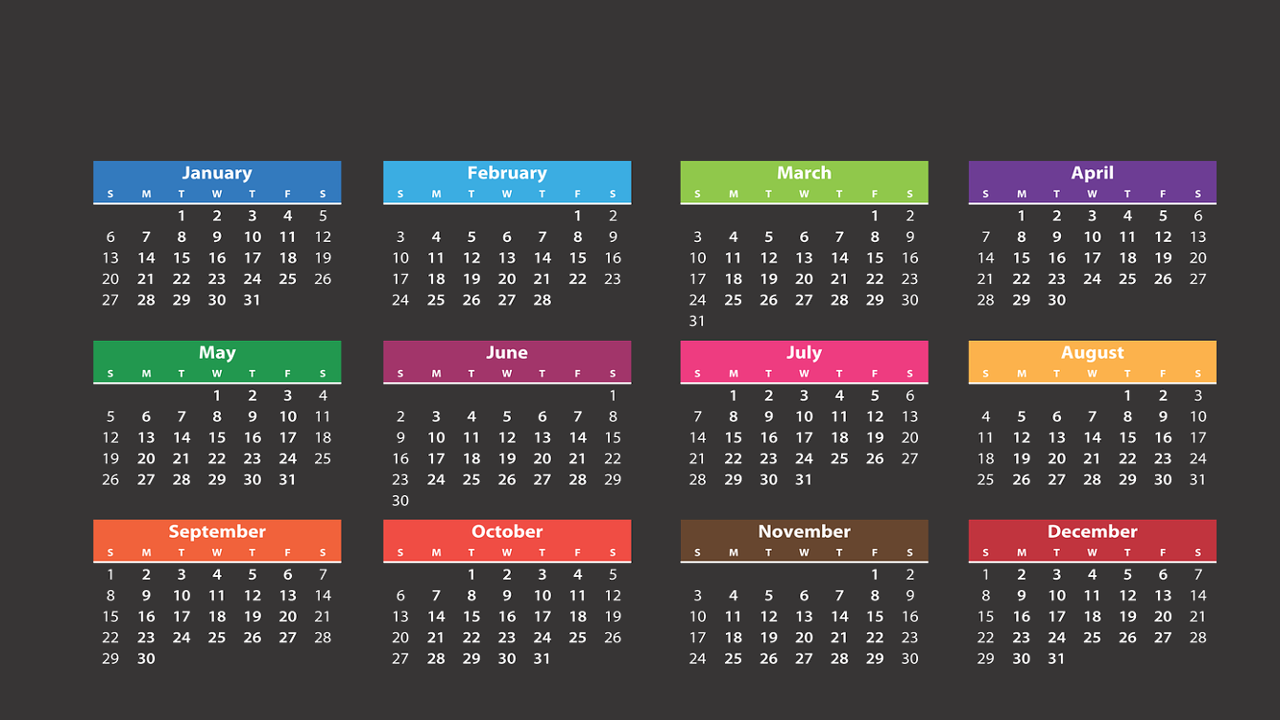 January February March April
S M T W T F S S M T W T F S S M T W T F S S M T W T F S
1 2 3 4 5 1 2 1 2 1 2 3 4 5 6
6 7 8 9 10 11 12 3 4 5 6 7 8 9 3 4 5 6 7 8 9 7 8 9 10 11 12 13
13 14 15 16 17 18 19 10 11 12 13 14 15 16 10 11 12 13 14 15 16 14 15 16 17 18 19 20
20 21 22 23 24 25 26 17 18 19 20 21 22 23 17 18 19 20 21 22 23 21 22 23 24 25 26 27
27 28 29 30 31 24 25 26 27 28 24 25 26 27 28 29 30 28 29 30
31
May June July August
S M T W T F S S M T W T F S S M T W T F S S M T W T F S
1 2 3 4 1 1 2 3 4 5 6 1 2 3
5 6 7 8 9 10 11 2 3 4 5 6 7 8 7 8 9 10 11 12 13 4 5 6 7 8 9 10
12 13 14 15 16 17 18 9 10 11 12 13 14 15 14 15 16 17 18 19 20 11 12 13 14 15 16 17
19 20 21 22 23 24 25 16 17 18 19 20 21 22 21 22 23 24 25 26 27 18 19 20 21 22 23 24
26 27 28 29 30 31 23 24 25 26 27 28 29 28 29 30 31 25 26 27 28 29 30 31
30
September October November December
S M T W T F S S M T W T F S S M T W T F S S M T W T F S
1 2 3 4 5 6 7 1 2 3 4 5 1 2 1 2 3 4 5 6 7
8 9 10 11 12 13 14 6 7 8 9 10 11 12 3 4 5 6 7 8 9 8 9 10 11 12 13 14
15 16 17 18 19 20 21 13 14 15 16 17 18 19 10 11 12 13 14 15 16 15 16 17 18 19 20 21
22 23 24 25 26 27 28 20 21 22 23 24 25 26 17 18 19 20 21 22 23 22 23 24 25 26 27 28
29 30 27 28 29 30 31 24 25 26 27 28 29 30 29 30 31